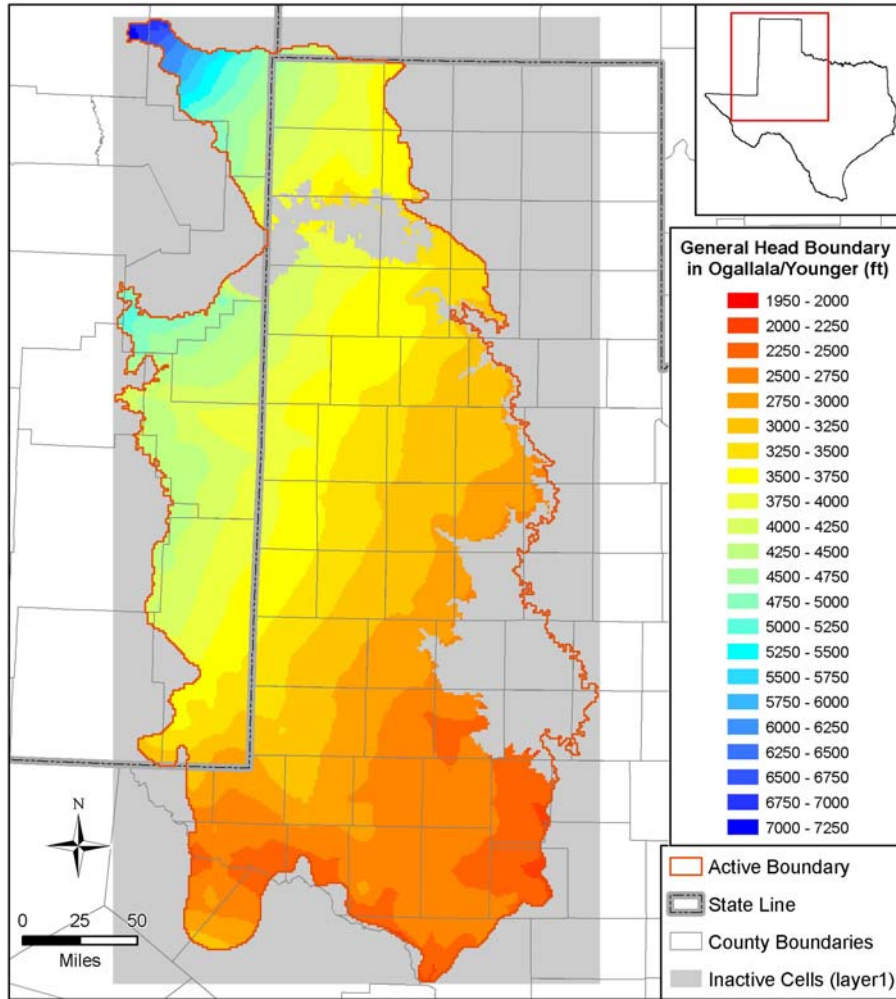 General Head Boundary
in Ogallala/Younger (ft)
1950 - 2000
2000 - 2250
2250 - 2500
2500 - 2750
2750 - 3000
3000 - 3250
3250 - 3500
3500 - 3750
3750 - 4000
4000 - 4250
4250 - 4500
4500 - 4750
4750 - 5000
5000 - 5250
5250 - 5500
5500 - 5750
5750 - 6000
6000 - 6250
6250 - 6500
6500 - 6750
6750 - 7000
7000 - 7250
Active Boundary
State Line
County Boundaries
Inactive Cells (layer1)
N
0 25 50
Miles